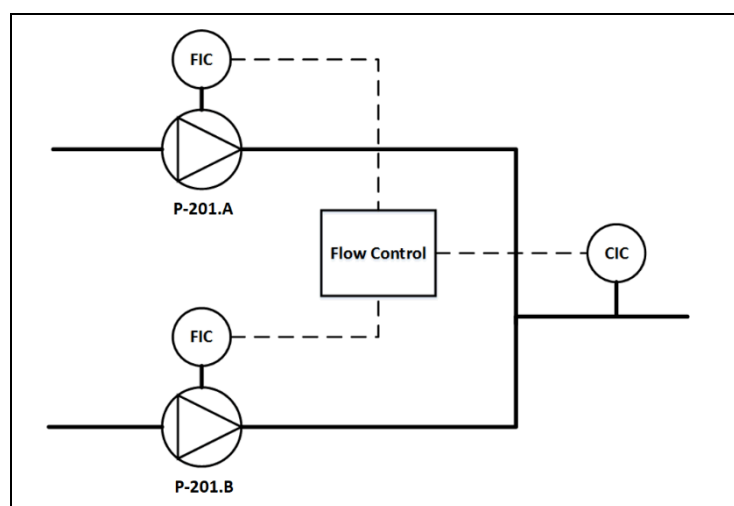 FIC
P-201.A
Flow Control
CIC
FIC
P-201.B